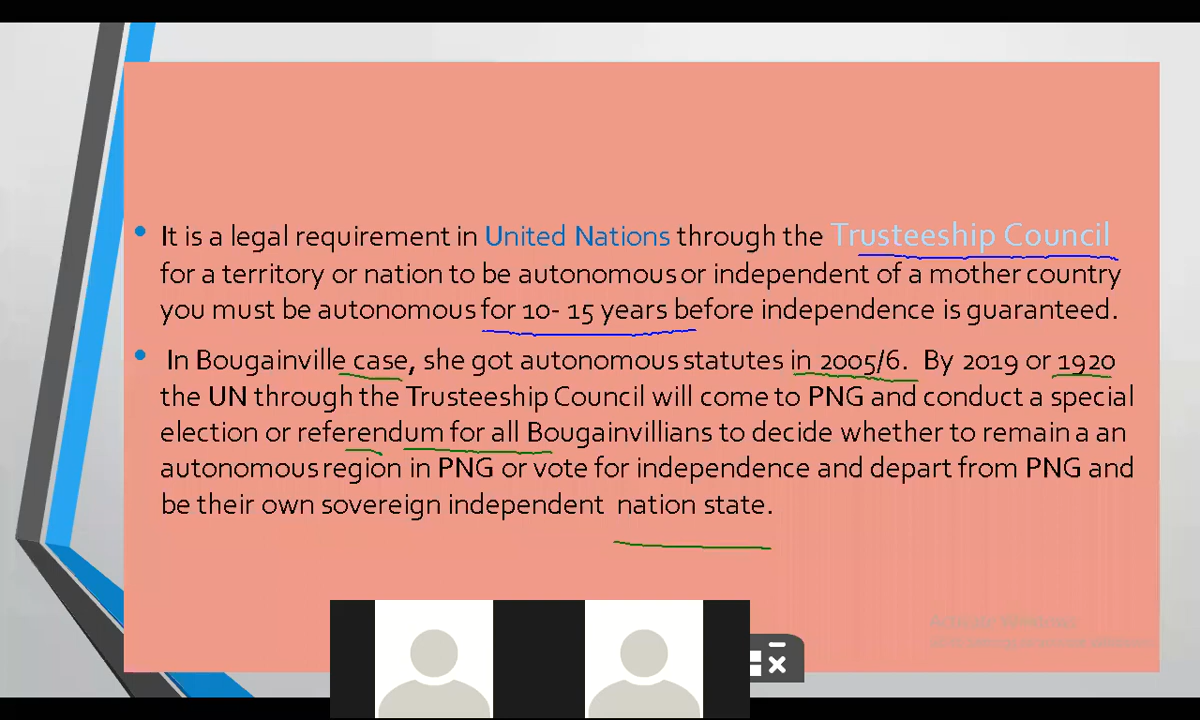 It is a legal requirement in United Nations through the Trusteeship Council
for a territory or nation to be autonomous or independent of a mother country
you must be autonomous for 10- 15 years before independence is guaranteed.
In Bougainville case, she got autonomous statutes in 2005/6. By 2019 or 1920
the UN through the Trusteeship Council will come to PNG and conduct a special
election or referendum for all Bougainvillians to decide whether to remain a an
autonomous region in PNG or vote for independence and depart from PNG and
be their own sovereign independent nation state.
Activate Windows